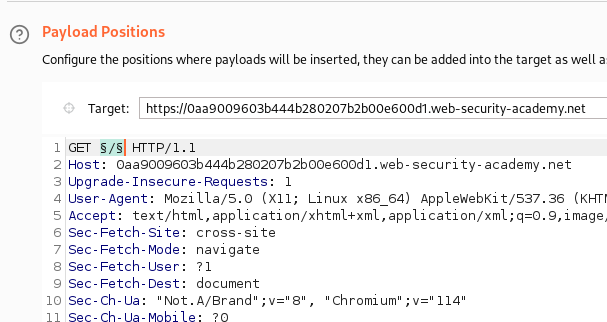 Payload Positions
Configure the positions where payloads will be inserted, they can be added into the target as well
Target: https://0aa9009603b444b280207b2b00e600d1.web-security-academy.net
1 GET §/§ HTTP/1.1
2 Host: 0aa9009603b444b280207b2b00e600d1.web-security-academy.net
3 Upgrade-Insecure-Requests: 1
4 User-Agent: Mozilla/5.0 (X11; Linux x86_64) AppleWebKit/537.36 (KHTM
5 Accept: text/html,application/xhtml+xml,application/xml;q=0.9,image/
6 Sec-Fetch-Site: cross-site
7 Sec-Fetch-Mode: navigate
8 Sec-Fetch-User: ?1
9 Sec-Fetch-Dest: document
10 Sec-Ch-Ua: "Not.A/Brand";v="8", "Chromium";v="114"
11 Sec-Ch-Ua-Mobile: ?0